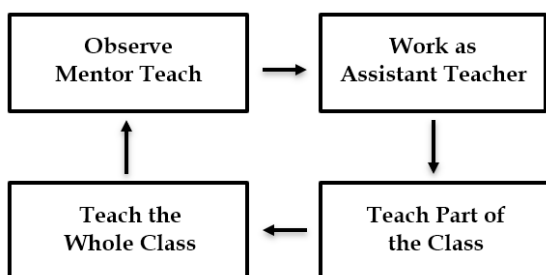 Observe
Mentor Teach
Work as
Assistant Teacher
Teach the
Whole Class
Teach Part of
the Class